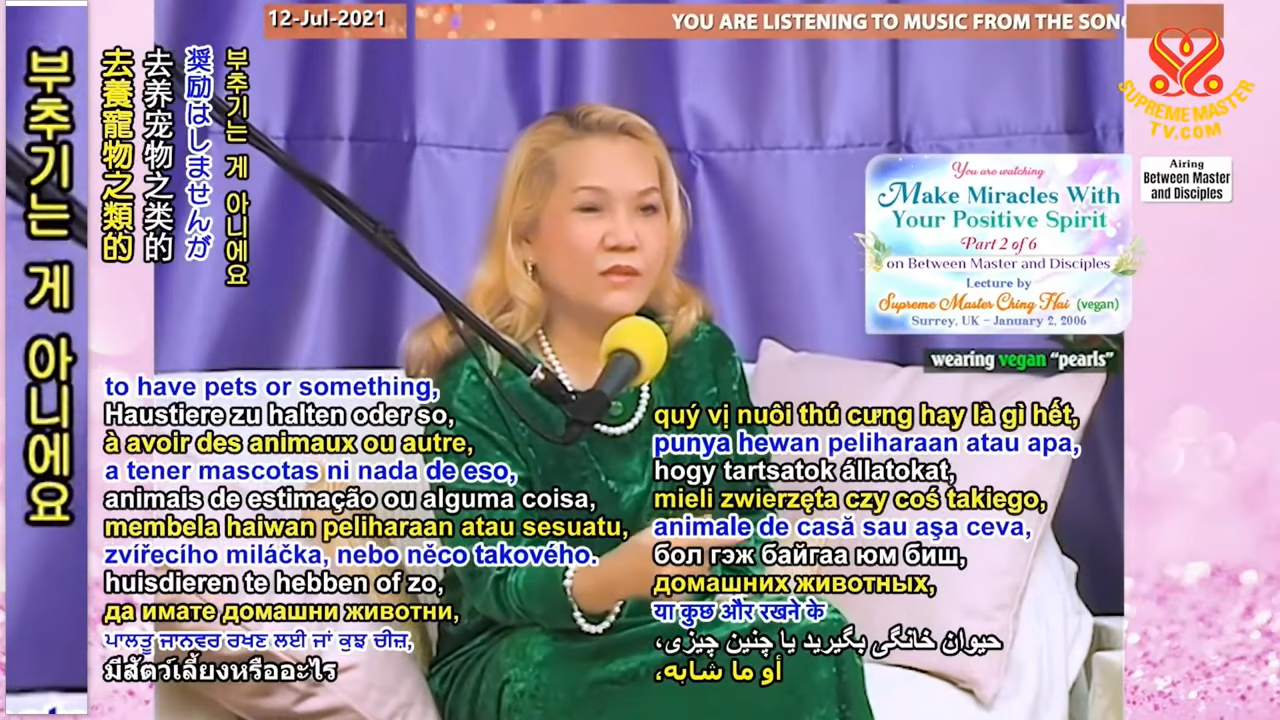 12-Jul-2021
YOU ARE LISTENING TO MUSIC FROM THE SONG
SUPREME MASTER
TV.COM
부추기는 게 아니에요
去養寵物之類的
去养宠物之类的
奨励はしませんが
부추기는 게 아니에요
You are watching
Make Miracles With
Your Positive Spirit
Part 2 of 6
on Between Master and Disciples
Lecture by
Supreme Master Ching Hai (vegan)
Surrey, UK – January 2, 2006
Airing
Between Master
and Disciples
wearing vegan “pearls”
to have pets or something,
Haustiere zu halten oder so,
à avoir des animaux ou autre,
a tener mascotas ni nada de eso,
animais de estimação ou alguma coisa,
membela haiwan peliharaan atau sesuatu,
zvířecího miláčka, nebo něco takového.
huisdieren te hebben of zo,
да имате домашни животни,
ਪਾਲਤੂ ਜਾਨਵਰ ਰਖਣ ਲਈ ਜਾਂ ਕੁਝ ਚੀਜ਼,
มีสัตว์เลี้ยงหรืออะไร
quý vị nuôi thú cưng hay là gì hết,
punya hewan peliharaan atau apa,
hogy tartsatok állatokat,
mieli zwierzęta czy coś takiego,
animale de casă sau aşa ceva,
бол гэж байгаа юм биш,
домашних животных,
या कुछ और रखने के
حیوان خانگی بگیرید یا چنین چیزی،
أو ما شابه،